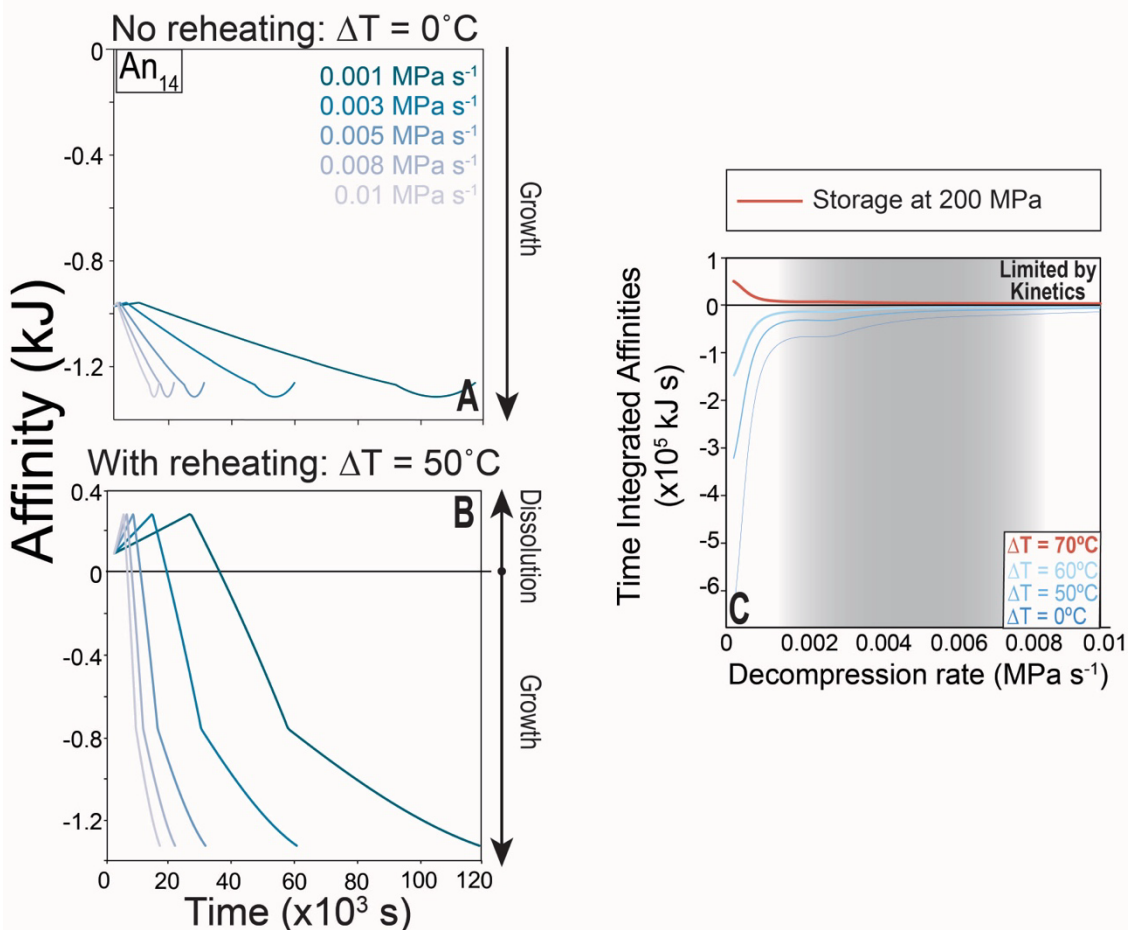 No reheating: ΔT = 0˚C
0
An₁₄
0.001 MPa s⁻¹
0.003 MPa s⁻¹
0.005 MPa s⁻¹
0.008 MPa s⁻¹
0.01 MPa s⁻¹
-0.4
-0.8
-1.2
A
Growth
Affinity (kJ)
With reheating: ΔT = 50˚C
0.4
0
-0.4
-0.8
-1.2
B
Dissolution
Growth
0 20 40 60 80 100 120
Time (x10³ s)
Storage at 200 MPa
Time Integrated Affinities
(x10⁵ kJ s)
1
0
-1
-2
-3
-4
-5
-6
Limited by
Kinetics
ΔT = 70ºC
ΔT = 60ºC
ΔT = 50ºC
ΔT = 0ºC
C
0 0.002 0.004 0.006 0.008 0.01
Decompression rate (MPa s⁻¹)